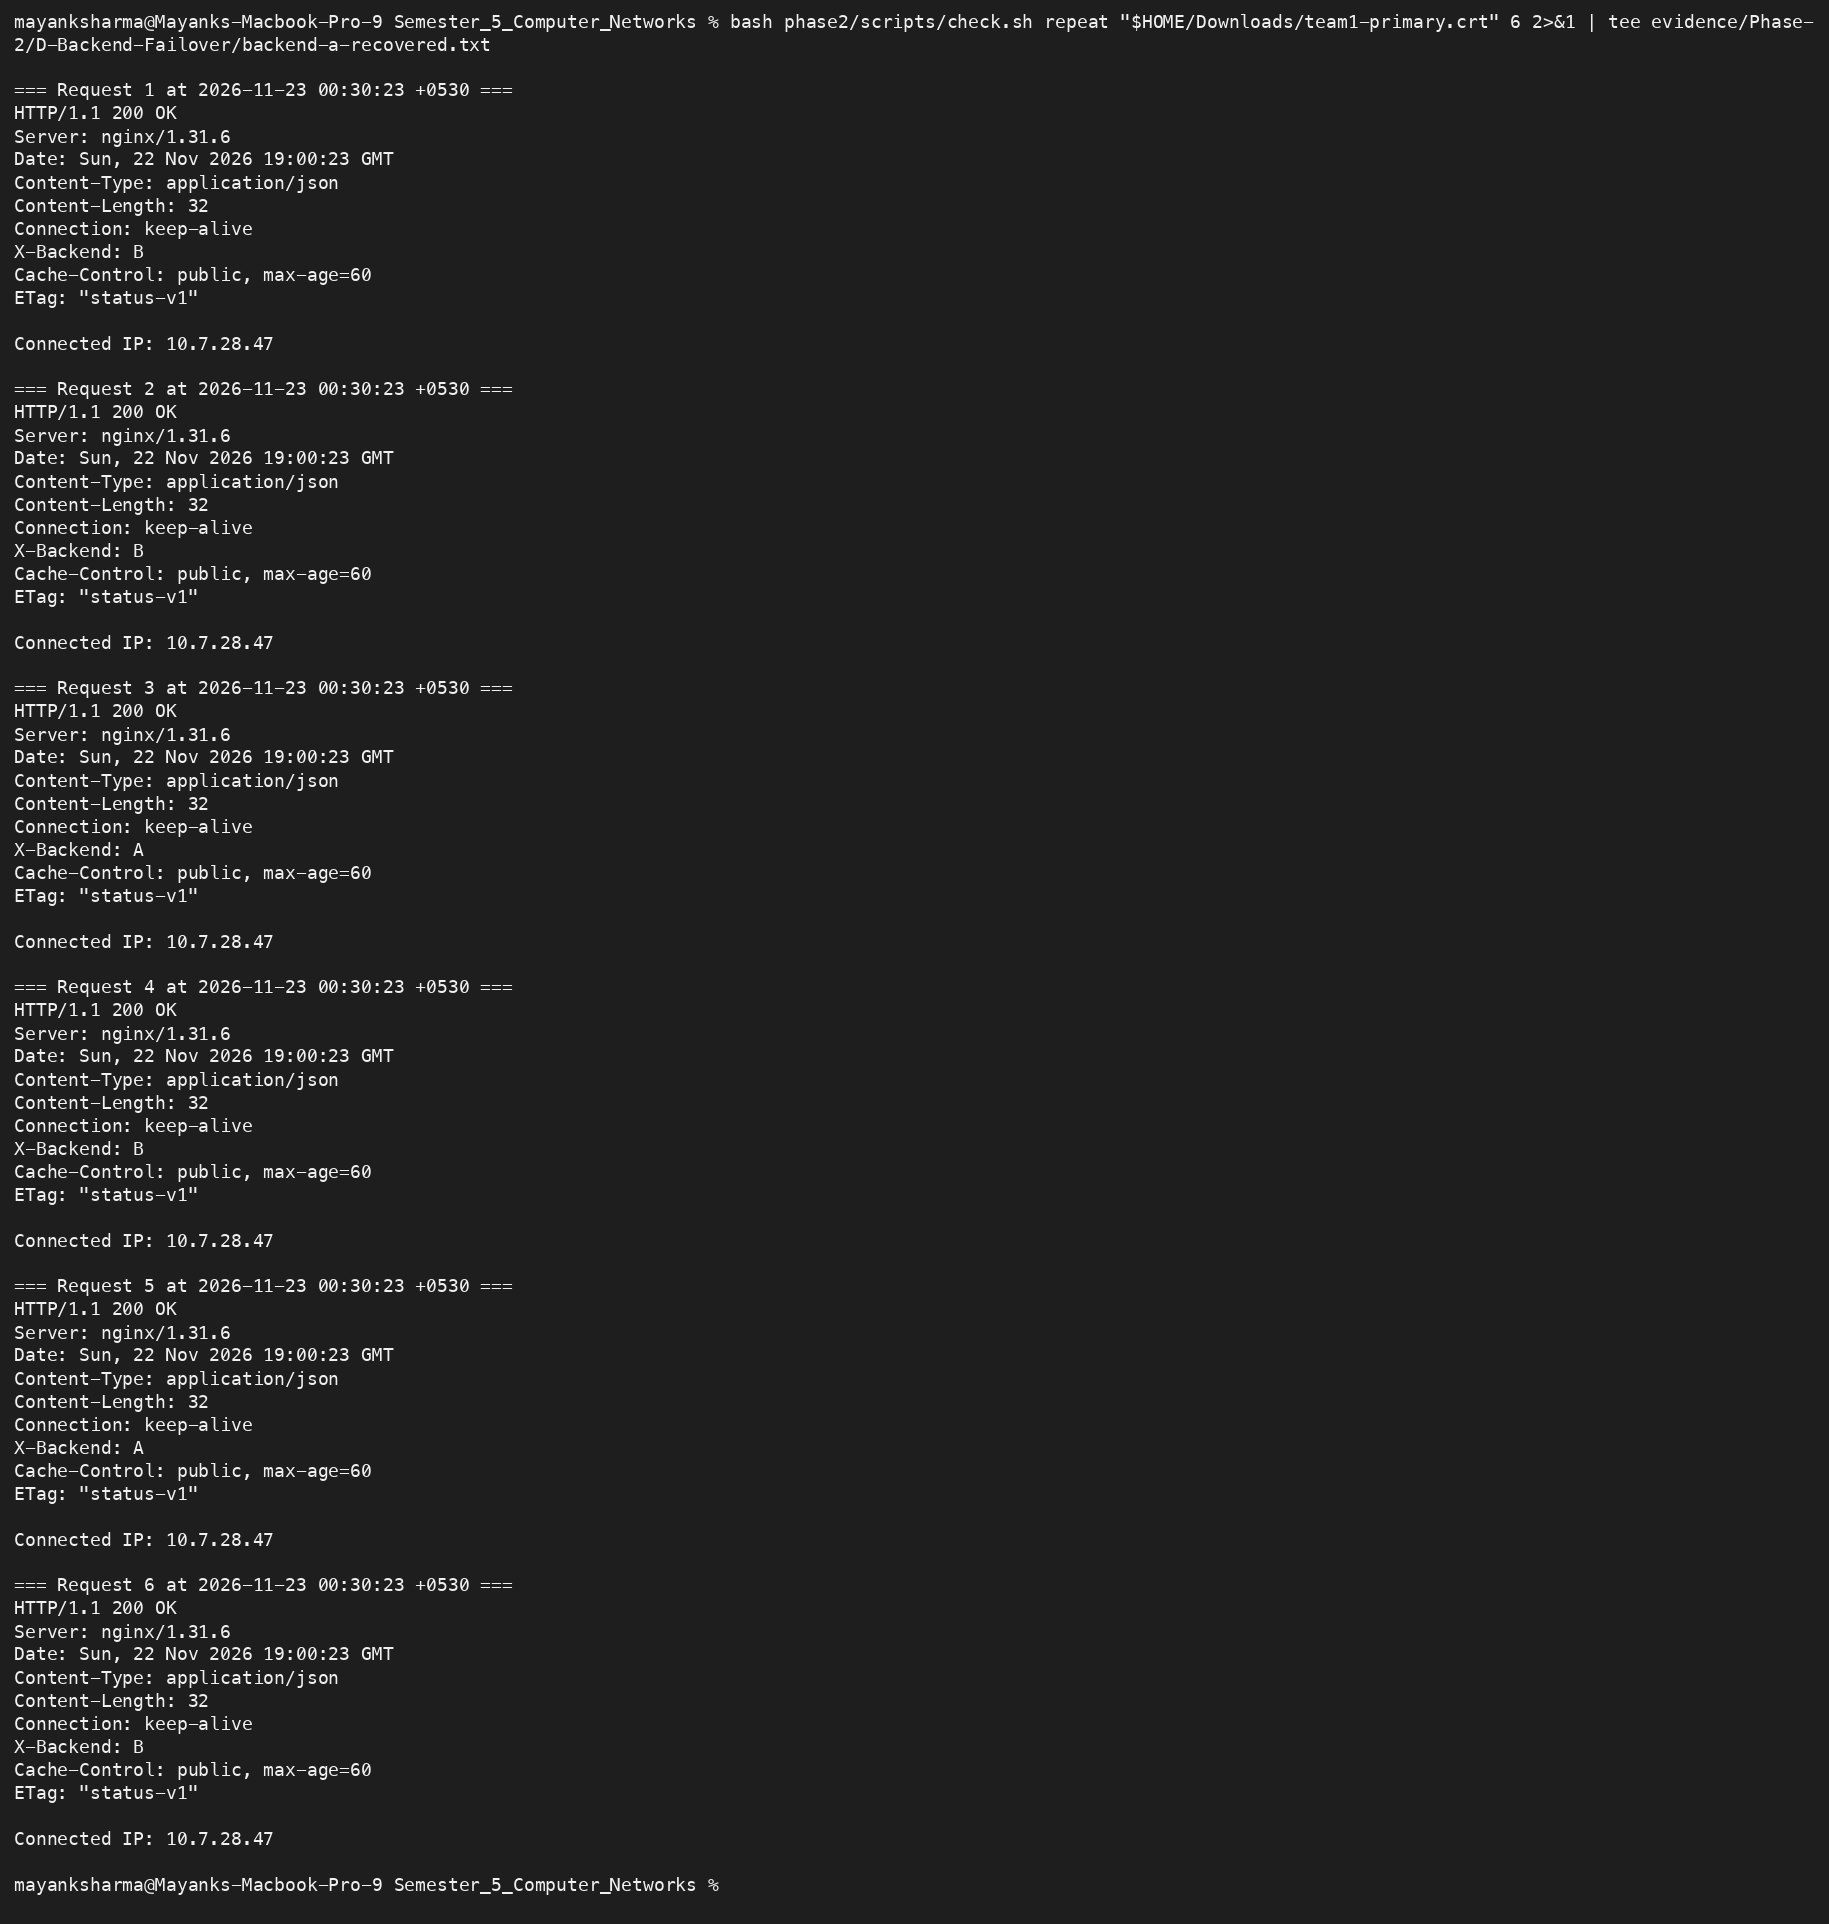 mayanksharma@Mayanks-Macbook-Pro-9 Semester_5_Computer_Networks % bash phase2/scripts/check.sh repeat "$HOME/Downloads/team1-primary.crt" 6 2>&1 | tee evidence/Phase-
2/D-Backend-Failover/backend-a-recovered.txt

=== Request 1 at 2026-11-23 00:30:23 +0530 ===
HTTP/1.1 200 OK
Server: nginx/1.31.6
Date: Sun, 22 Nov 2026 19:00:23 GMT
Content-Type: application/json
Content-Length: 32
Connection: keep-alive
X-Backend: B
Cache-Control: public, max-age=60
ETag: "status-v1"

Connected IP: 10.7.28.47

=== Request 2 at 2026-11-23 00:30:23 +0530 ===
HTTP/1.1 200 OK
Server: nginx/1.31.6
Date: Sun, 22 Nov 2026 19:00:23 GMT
Content-Type: application/json
Content-Length: 32
Connection: keep-alive
X-Backend: B
Cache-Control: public, max-age=60
ETag: "status-v1"

Connected IP: 10.7.28.47

=== Request 3 at 2026-11-23 00:30:23 +0530 ===
HTTP/1.1 200 OK
Server: nginx/1.31.6
Date: Sun, 22 Nov 2026 19:00:23 GMT
Content-Type: application/json
Content-Length: 32
Connection: keep-alive
X-Backend: A
Cache-Control: public, max-age=60
ETag: "status-v1"

Connected IP: 10.7.28.47

=== Request 4 at 2026-11-23 00:30:23 +0530 ===
HTTP/1.1 200 OK
Server: nginx/1.31.6
Date: Sun, 22 Nov 2026 19:00:23 GMT
Content-Type: application/json
Content-Length: 32
Connection: keep-alive
X-Backend: B
Cache-Control: public, max-age=60
ETag: "status-v1"

Connected IP: 10.7.28.47

=== Request 5 at 2026-11-23 00:30:23 +0530 ===
HTTP/1.1 200 OK
Server: nginx/1.31.6
Date: Sun, 22 Nov 2026 19:00:23 GMT
Content-Type: application/json
Content-Length: 32
Connection: keep-alive
X-Backend: A
Cache-Control: public, max-age=60
ETag: "status-v1"

Connected IP: 10.7.28.47

=== Request 6 at 2026-11-23 00:30:23 +0530 ===
HTTP/1.1 200 OK
Server: nginx/1.31.6
Date: Sun, 22 Nov 2026 19:00:23 GMT
Content-Type: application/json
Content-Length: 32
Connection: keep-alive
X-Backend: B
Cache-Control: public, max-age=60
ETag: "status-v1"

Connected IP: 10.7.28.47

mayanksharma@Mayanks-Macbook-Pro-9 Semester_5_Computer_Networks %